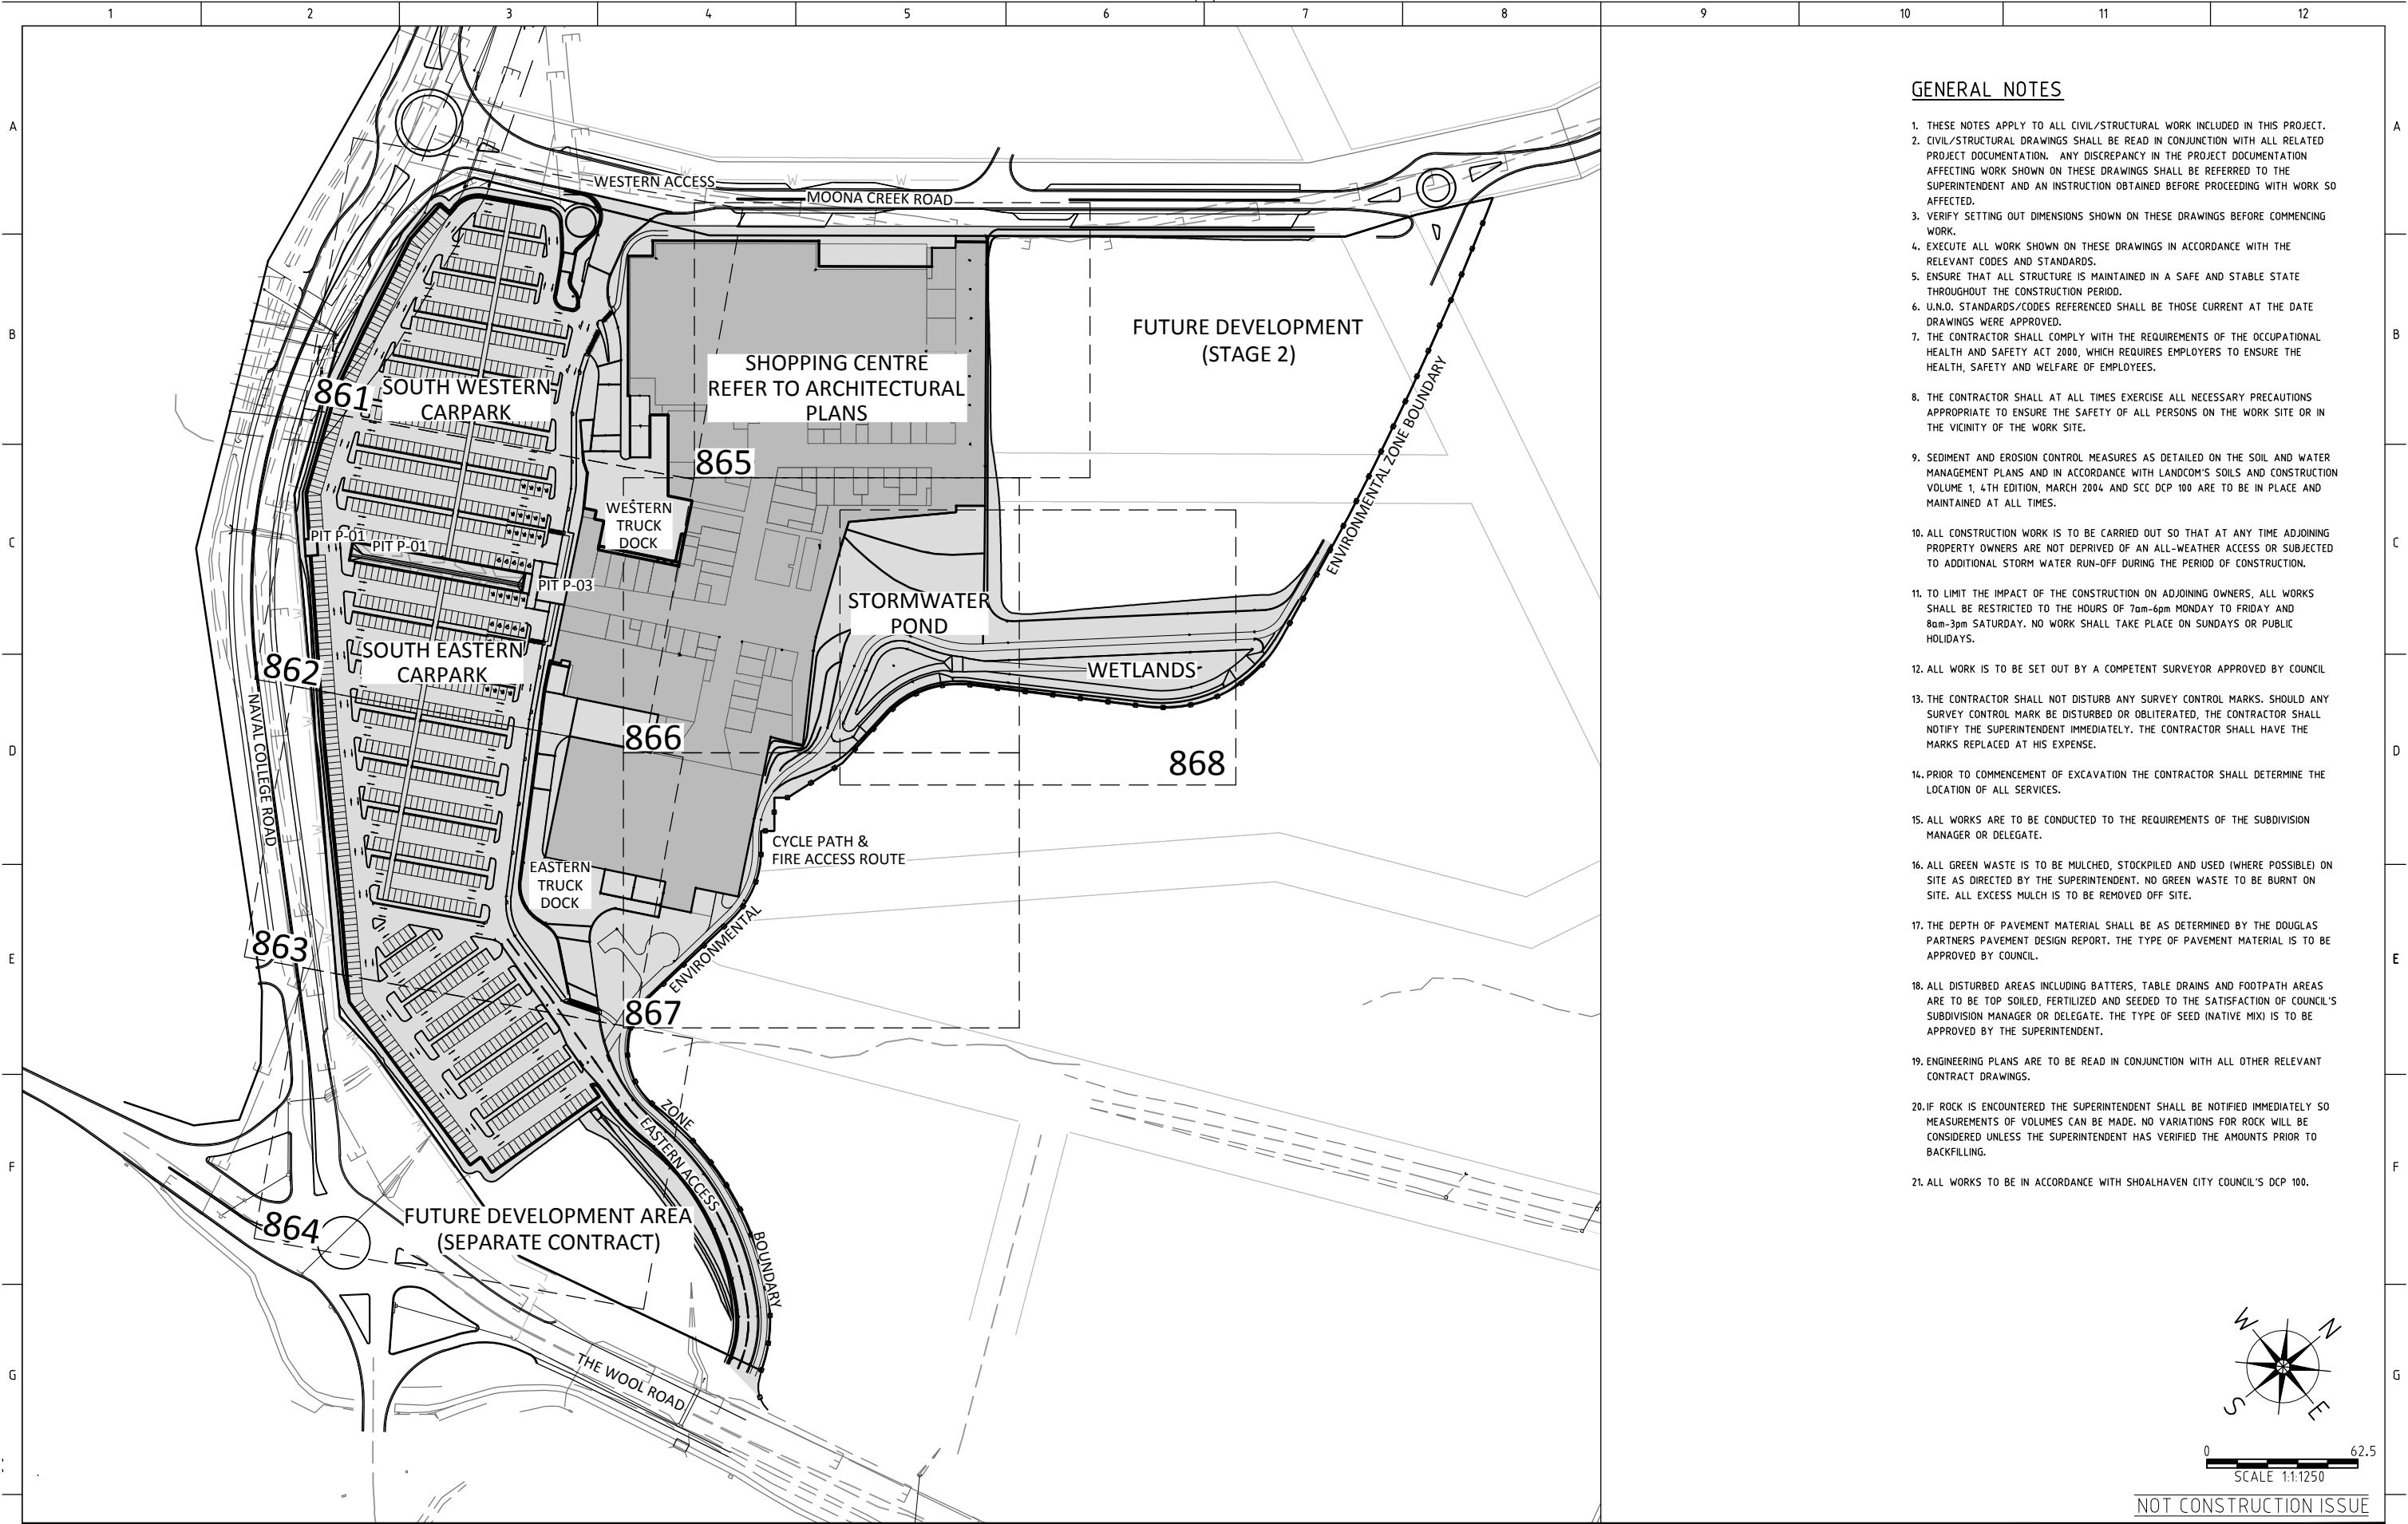 1 2 3 4 5 6 7 8 9 10 11 12
A A
B B
C C
D D
E E
F F
G G
WESTERN ACCESS
MOONA CREEK ROAD
FUTURE DEVELOPMENT
(STAGE 2)
SHOPPING CENTRE
REFER TO ARCHITECTURAL
PLANS
861
SOUTH WESTERN
CARPARK
ENVIRONMENTAL ZONE BOUNDARY
865
WESTERN
TRUCK
DOCK
PIT P-01
PIT P-01
PIT P-03
STORMWATER
POND
SOUTH EASTERN
CARPARK
862
WETLANDS
NAVAL COLLEGE ROAD
866
868
CYCLE PATH &
FIRE ACCESS ROUTE
EASTERN
TRUCK
DOCK
863
ENVIRONMENTAL
867
ZONE
EASTERN ACCESS
BOUNDARY
864
FUTURE DEVELOPMENT AREA
(SEPARATE CONTRACT)
THE WOOL ROAD
W W W W W W W
GENERAL NOTES
1. THESE NOTES APPLY TO ALL CIVIL/STRUCTURAL WORK INCLUDED IN THIS PROJECT.
2. CIVIL/STRUCTURAL DRAWINGS SHALL BE READ IN CONJUNCTION WITH ALL RELATED
PROJECT DOCUMENTATION. ANY DISCREPANCY IN THE PROJECT DOCUMENTATION
AFFECTING WORK SHOWN ON THESE DRAWINGS SHALL BE REFERRED TO THE
SUPERINTENDENT AND AN INSTRUCTION OBTAINED BEFORE PROCEEDING WITH WORK SO
AFFECTED.
3. VERIFY SETTING OUT DIMENSIONS SHOWN ON THESE DRAWINGS BEFORE COMMENCING
WORK.
4. EXECUTE ALL WORK SHOWN ON THESE DRAWINGS IN ACCORDANCE WITH THE
RELEVANT CODES AND STANDARDS.
5. ENSURE THAT ALL STRUCTURE IS MAINTAINED IN A SAFE AND STABLE STATE
THROUGHOUT THE CONSTRUCTION PERIOD.
6. U.N.O. STANDARDS/CODES REFERENCED SHALL BE THOSE CURRENT AT THE DATE
DRAWINGS WERE APPROVED.
7. THE CONTRACTOR SHALL COMPLY WITH THE REQUIREMENTS OF THE OCCUPATIONAL
HEALTH AND SAFETY ACT 2000, WHICH REQUIRES EMPLOYERS TO ENSURE THE
HEALTH, SAFETY AND WELFARE OF EMPLOYEES.
8. THE CONTRACTOR SHALL AT ALL TIMES EXERCISE ALL NECESSARY PRECAUTIONS
APPROPRIATE TO ENSURE THE SAFETY OF ALL PERSONS ON THE WORK SITE OR IN
THE VICINITY OF THE WORK SITE.
9. SEDIMENT AND EROSION CONTROL MEASURES AS DETAILED ON THE SOIL AND WATER
MANAGEMENT PLANS AND IN ACCORDANCE WITH LANDCOM'S SOILS AND CONSTRUCTION
VOLUME 1, 4TH EDITION, MARCH 2004 AND SCC DCP 100 ARE TO BE IN PLACE AND
MAINTAINED AT ALL TIMES.
10. ALL CONSTRUCTION WORK IS TO BE CARRIED OUT SO THAT AT ANY TIME ADJOINING
PROPERTY OWNERS ARE NOT DEPRIVED OF AN ALL-WEATHER ACCESS OR SUBJECTED
TO ADDITIONAL STORM WATER RUN-OFF DURING THE PERIOD OF CONSTRUCTION.
11. TO LIMIT THE IMPACT OF THE CONSTRUCTION ON ADJOINING OWNERS, ALL WORKS
SHALL BE RESTRICTED TO THE HOURS OF 7am-6pm MONDAY TO FRIDAY AND
8am-3pm SATURDAY. NO WORK SHALL TAKE PLACE ON SUNDAYS OR PUBLIC
HOLIDAYS.
12. ALL WORK IS TO BE SET OUT BY A COMPETENT SURVEYOR APPROVED BY COUNCIL
13. THE CONTRACTOR SHALL NOT DISTURB ANY SURVEY CONTROL MARKS. SHOULD ANY
SURVEY CONTROL MARK BE DISTURBED OR OBLITERATED, THE CONTRACTOR SHALL
NOTIFY THE SUPERINTENDENT IMMEDIATELY. THE CONTRACTOR SHALL HAVE THE
MARKS REPLACED AT HIS EXPENSE.
14. PRIOR TO COMMENCEMENT OF EXCAVATION THE CONTRACTOR SHALL DETERMINE THE
LOCATION OF ALL SERVICES.
15. ALL WORKS ARE TO BE CONDUCTED TO THE REQUIREMENTS OF THE SUBDIVISION
MANAGER OR DELEGATE.
16. ALL GREEN WASTE IS TO BE MULCHED, STOCKPILED AND USED (WHERE POSSIBLE) ON
SITE AS DIRECTED BY THE SUPERINTENDENT. NO GREEN WASTE TO BE BURNT ON
SITE. ALL EXCESS MULCH IS TO BE REMOVED OFF SITE.
17. THE DEPTH OF PAVEMENT MATERIAL SHALL BE AS DETERMINED BY THE DOUGLAS
PARTNERS PAVEMENT DESIGN REPORT. THE TYPE OF PAVEMENT MATERIAL IS TO BE
APPROVED BY COUNCIL.
18. ALL DISTURBED AREAS INCLUDING BATTERS, TABLE DRAINS AND FOOTPATH AREAS
ARE TO BE TOP SOILED, FERTILIZED AND SEEDED TO THE SATISFACTION OF COUNCIL'S
SUBDIVISION MANAGER OR DELEGATE. THE TYPE OF SEED (NATIVE MIX) IS TO BE
APPROVED BY THE SUPERINTENDENT.
19. ENGINEERING PLANS ARE TO BE READ IN CONJUNCTION WITH ALL OTHER RELEVANT
CONTRACT DRAWINGS.
20. IF ROCK IS ENCOUNTERED THE SUPERINTENDENT SHALL BE NOTIFIED IMMEDIATELY SO
MEASUREMENTS OF VOLUMES CAN BE MADE. NO VARIATIONS FOR ROCK WILL BE
CONSIDERED UNLESS THE SUPERINTENDENT HAS VERIFIED THE AMOUNTS PRIOR TO
BACKFILLING.
21. ALL WORKS TO BE IN ACCORDANCE WITH SHOALHAVEN CITY COUNCIL'S DCP 100.
W N
S E
0 62.5
SCALE 1:1:1250
NOT CONSTRUCTION ISSUE